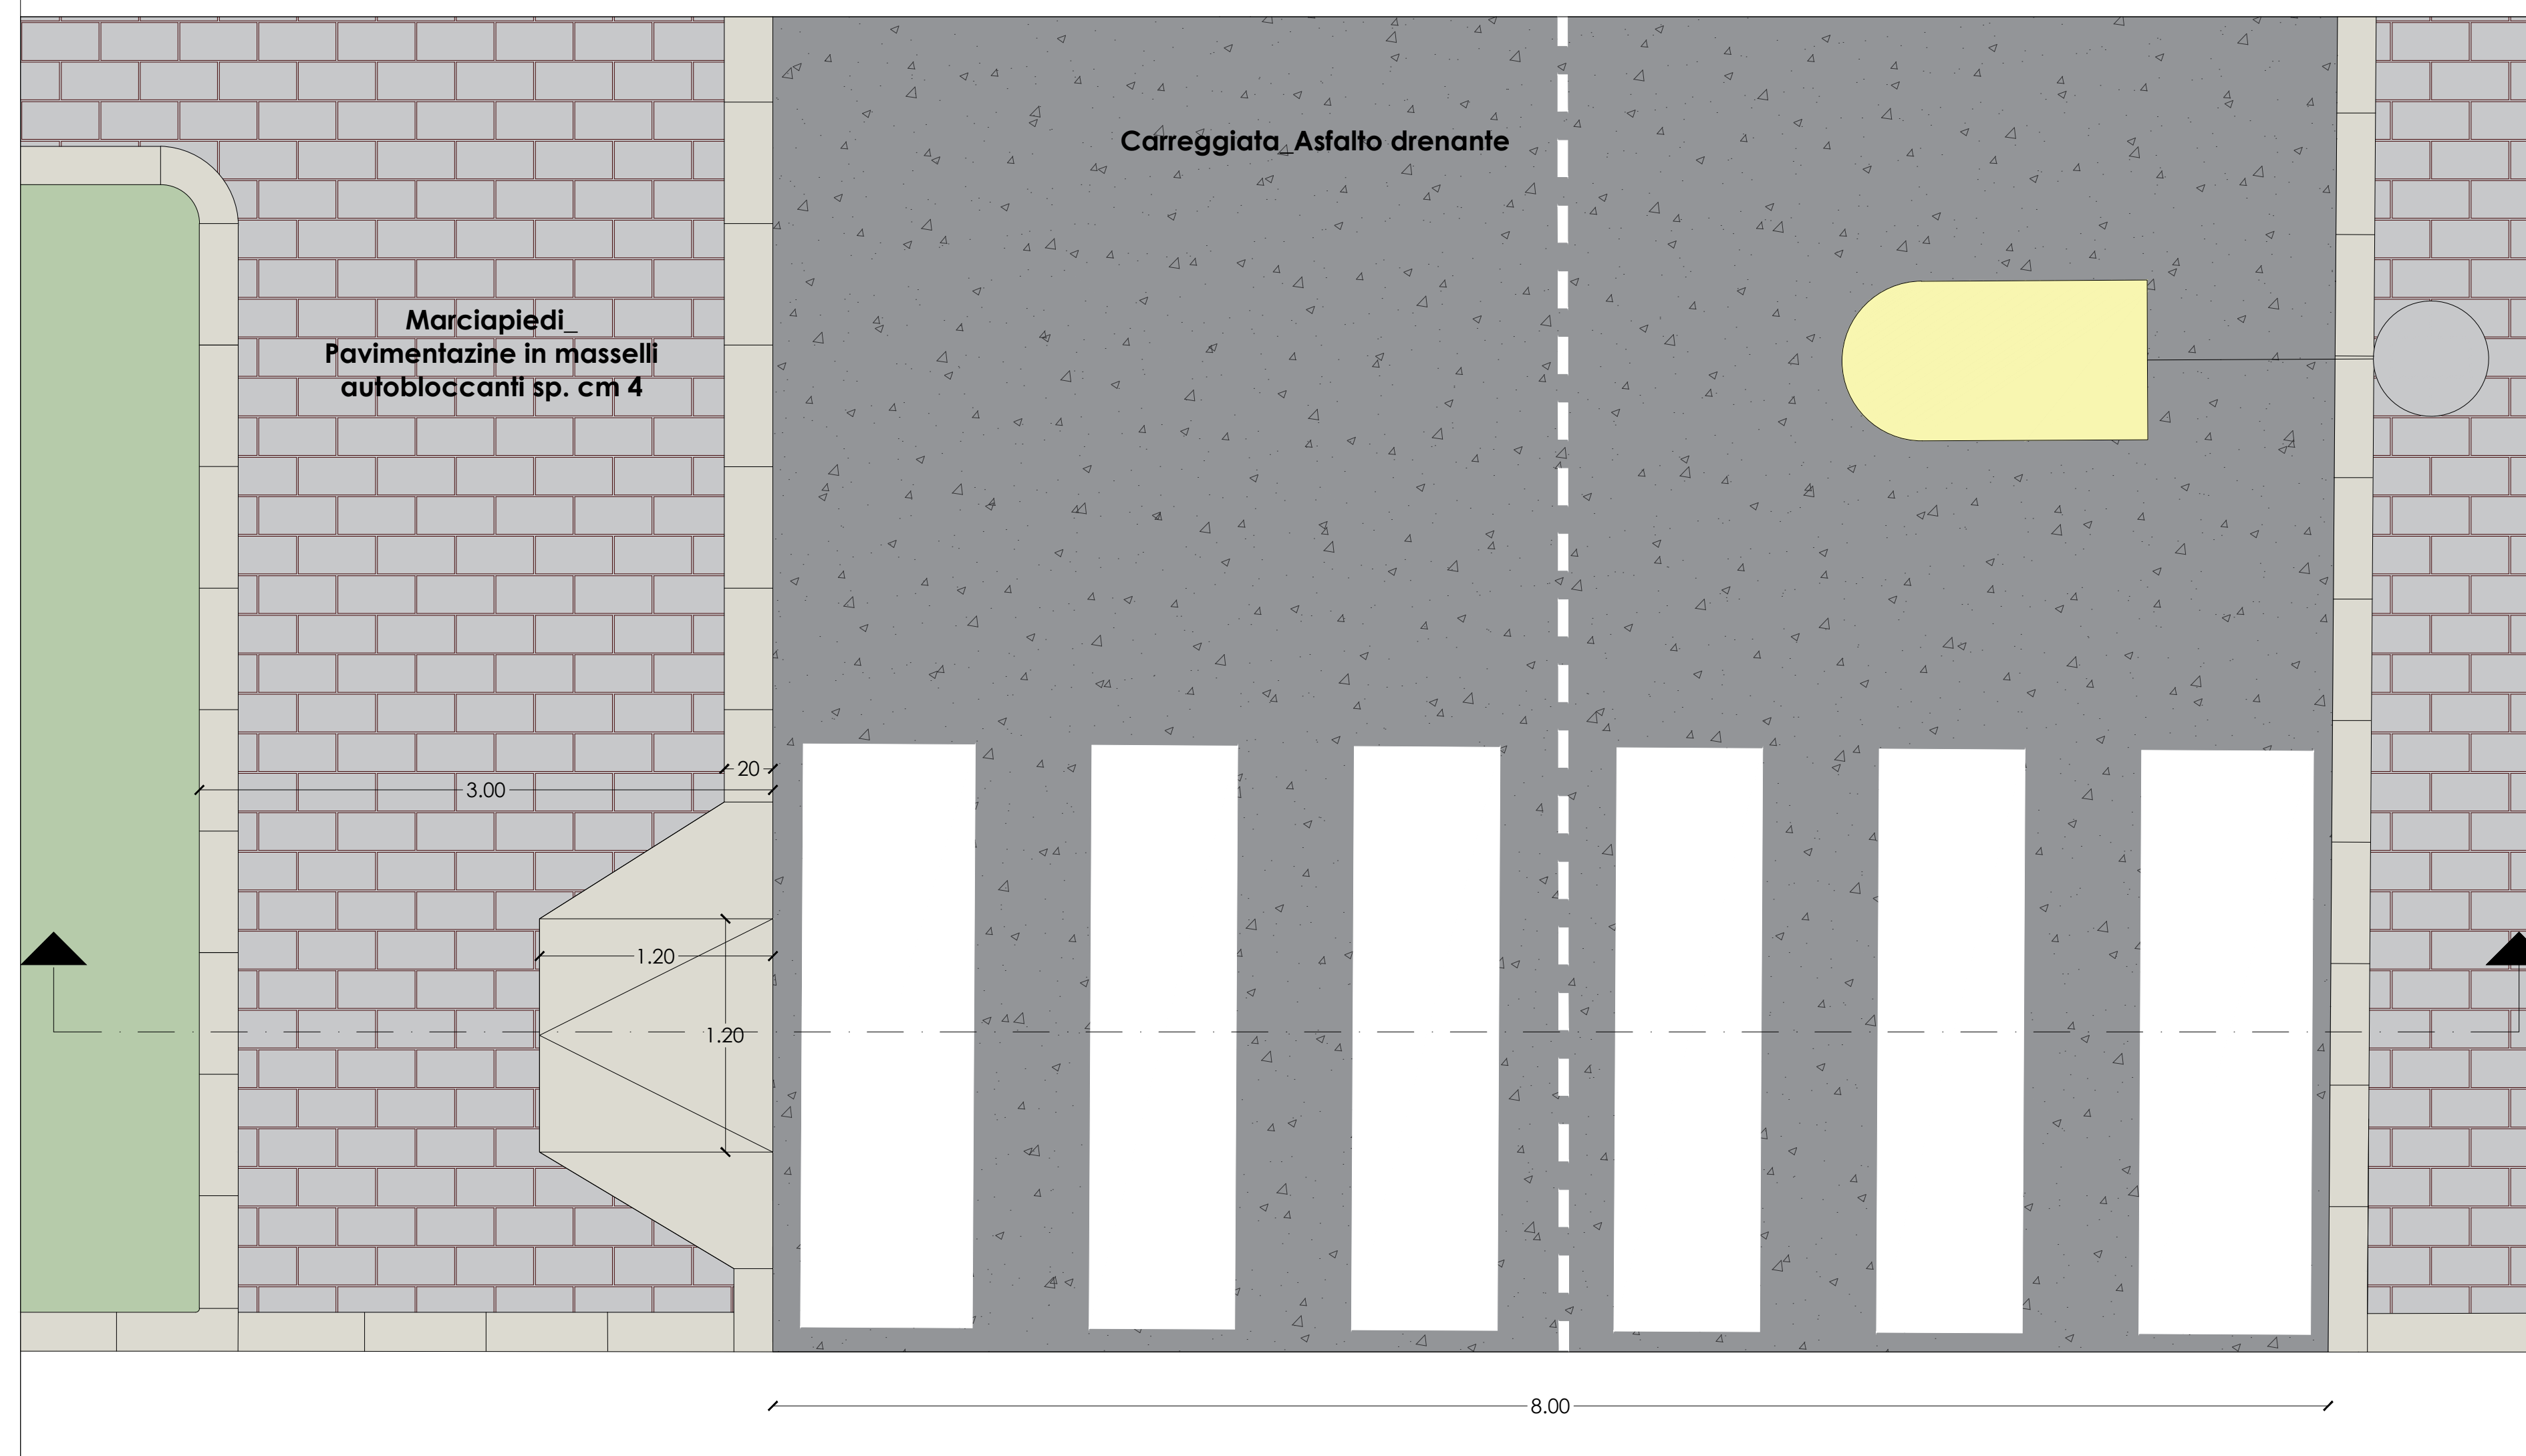 Carreggiata_Asfalto drenante
Marciapiedi_
Pavimentazine in masselli
autobloccanti sp. cm 4
20
3.00
1.20
1.20
8.00